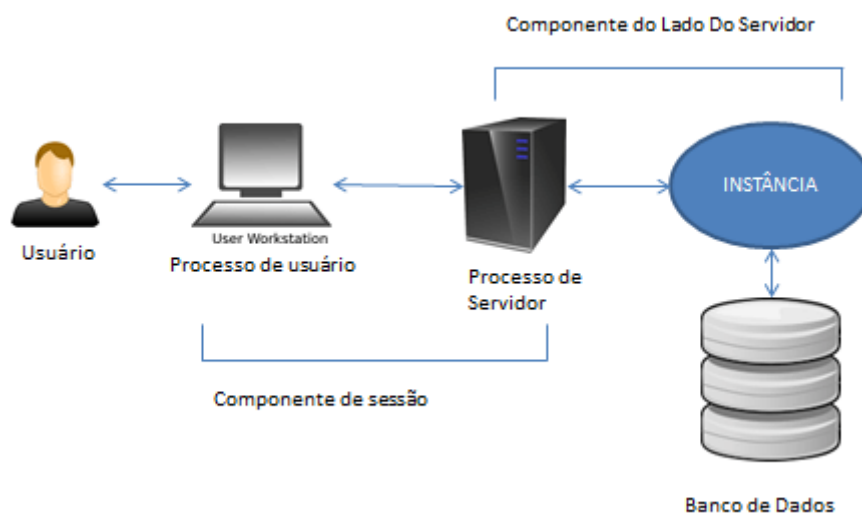 Componente do Lado Do Servidor
INSTÂNCIA
User Workstation
Usuário
Processo de usuário
Processo de
Servidor
Componente de sessão
Banco de Dados